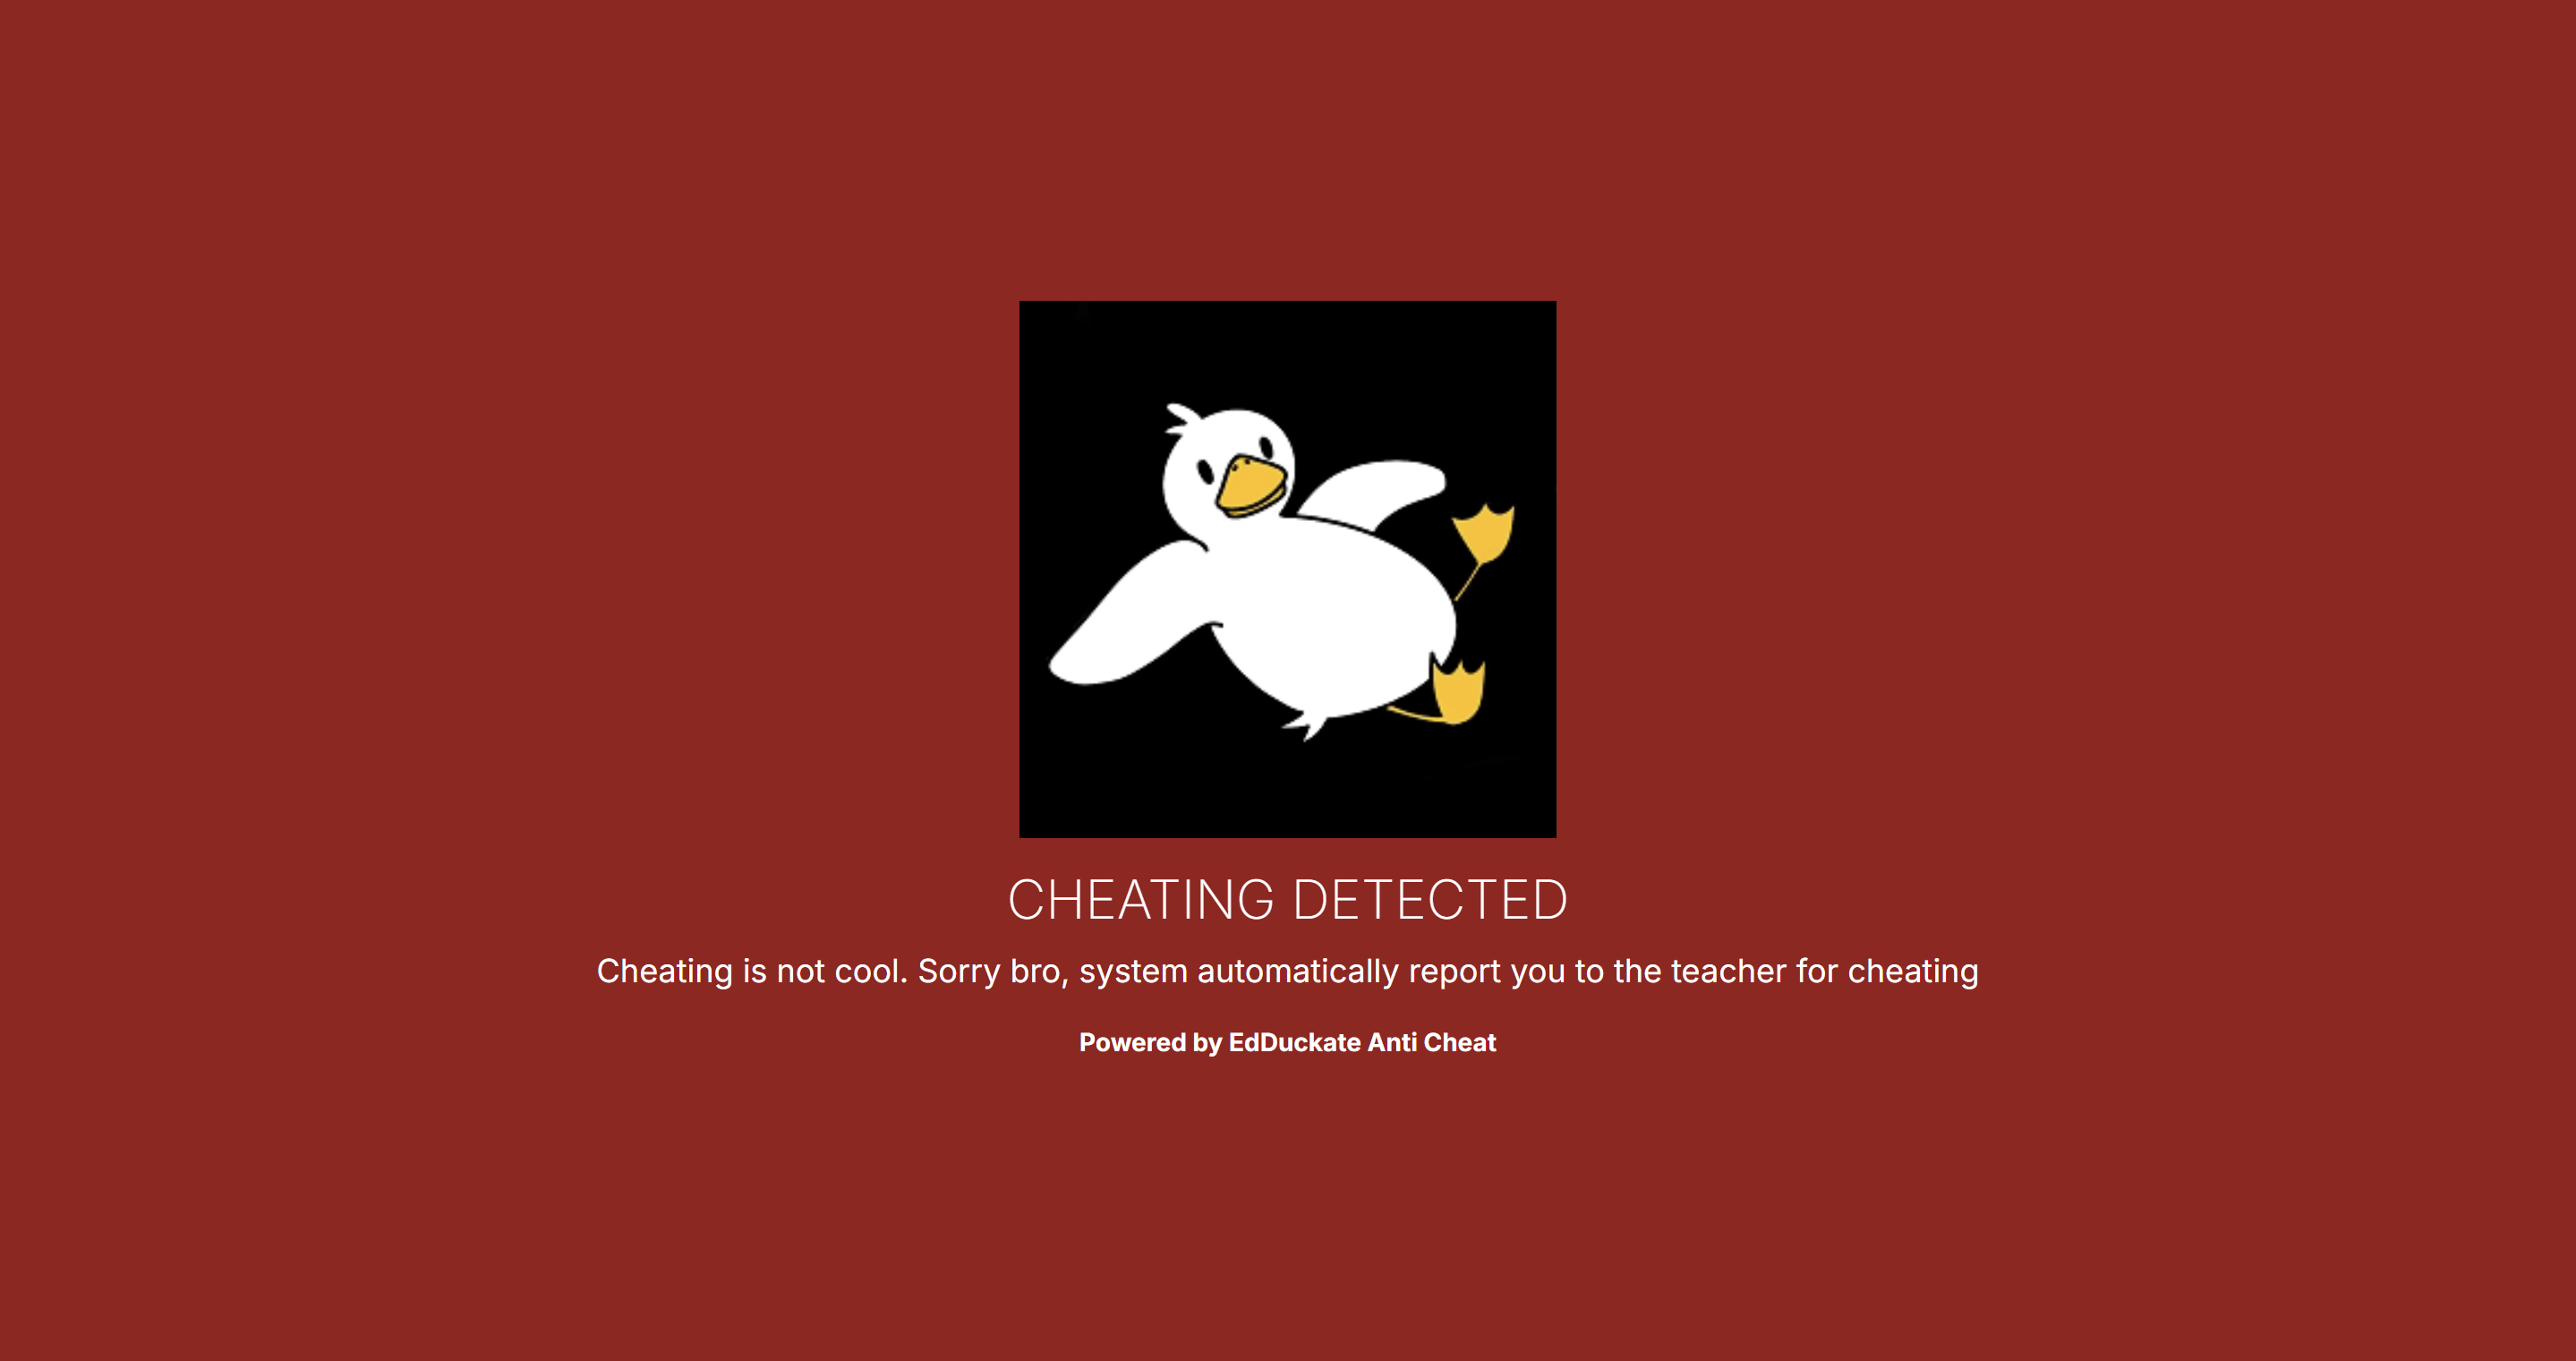 CHEATING DETECTED
Cheating is not cool. Sorry bro, system automatically report you to the teacher for cheating
Powered by EdDuckate Anti Cheat